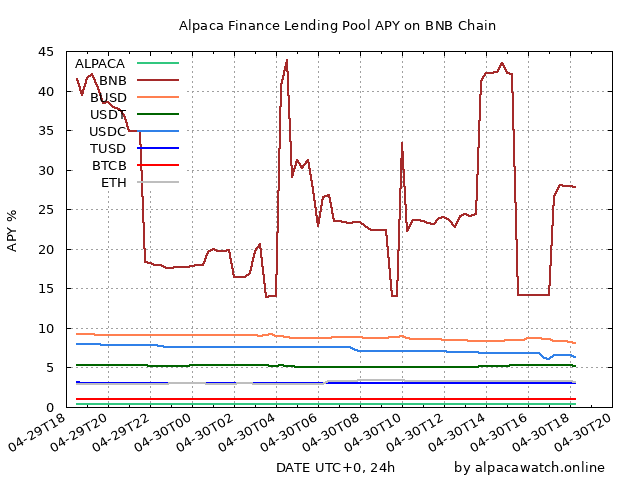 Alpaca Finance Lending Pool APY on BNB Chain
45
40
35
30
25
20
15
10
5
0
APY %
ALPACA
BNB
BUSD
USDT
USDC
TUSD
BTCB
ETH
04-29T18
04-29T20
04-29T22
04-30T00
04-30T02
04-30T04
04-30T06
04-30T08
04-30T10
04-30T12
04-30T14
04-30T16
04-30T18
04-30T20
DATE UTC+0, 24h
by alpacawatch.online